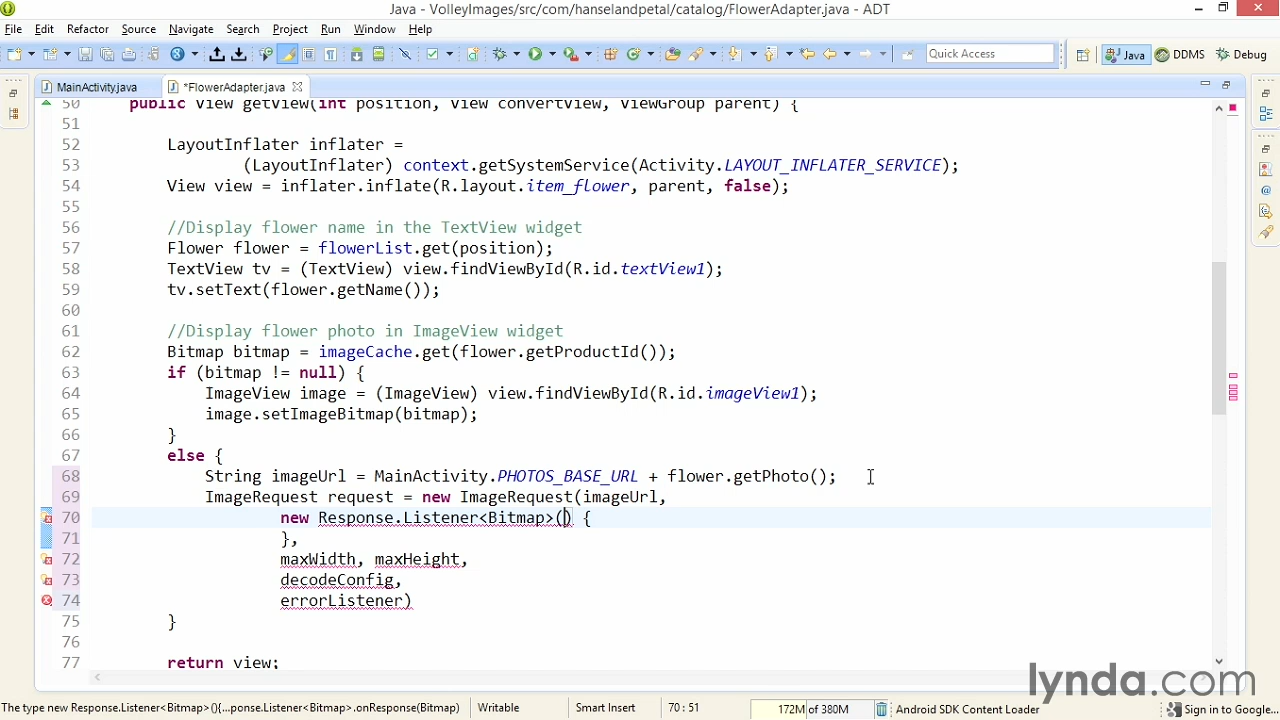 Java - VolleyImages/src/com/hanselandpetal/catalog/FlowerAdapter.java - ADT
File Edit Refactor Source Navigate Search Project Run Window Help
Quick Access Java DDMS Debug
MainActivity.java *FlowerAdapter.java
50 public View getView(int position, View convertView, ViewGroup parent) {
51
52 LayoutInflater inflater =
53 (LayoutInflater) context.getSystemService(Activity.LAYOUT_INFLATER_SERVICE);
54 View view = inflater.inflate(R.layout.item_flower, parent, false);
55
56 //Display flower name in the TextView widget
57 Flower flower = flowerList.get(position);
58 TextView tv = (TextView) view.findViewById(R.id.textView1);
59 tv.setText(flower.getName());
60
61 //Display flower photo in ImageView widget
62 Bitmap bitmap = imageCache.get(flower.getProductId());
63 if (bitmap != null) {
64 ImageView image = (ImageView) view.findViewById(R.id.imageView1);
65 image.setImageBitmap(bitmap);
66 }
67 else {
68 String imageUrl = MainActivity.PHOTOS_BASE_URL + flower.getPhoto();
69 ImageRequest request = new ImageRequest(imageUrl,
70 new Response.Listener<Bitmap>() {
71 },
72 maxWidth, maxHeight,
73 decodeConfig,
74 errorListener)
75 }
76
77 return view;
lynda.com
The type new Response.Listener<Bitmap>(){...ponse.Listener<Bitmap>.onResponse(Bitmap) Writable Smart Insert 70 : 51 172M of 380M Android SDK Content Loader Sign in to Google...